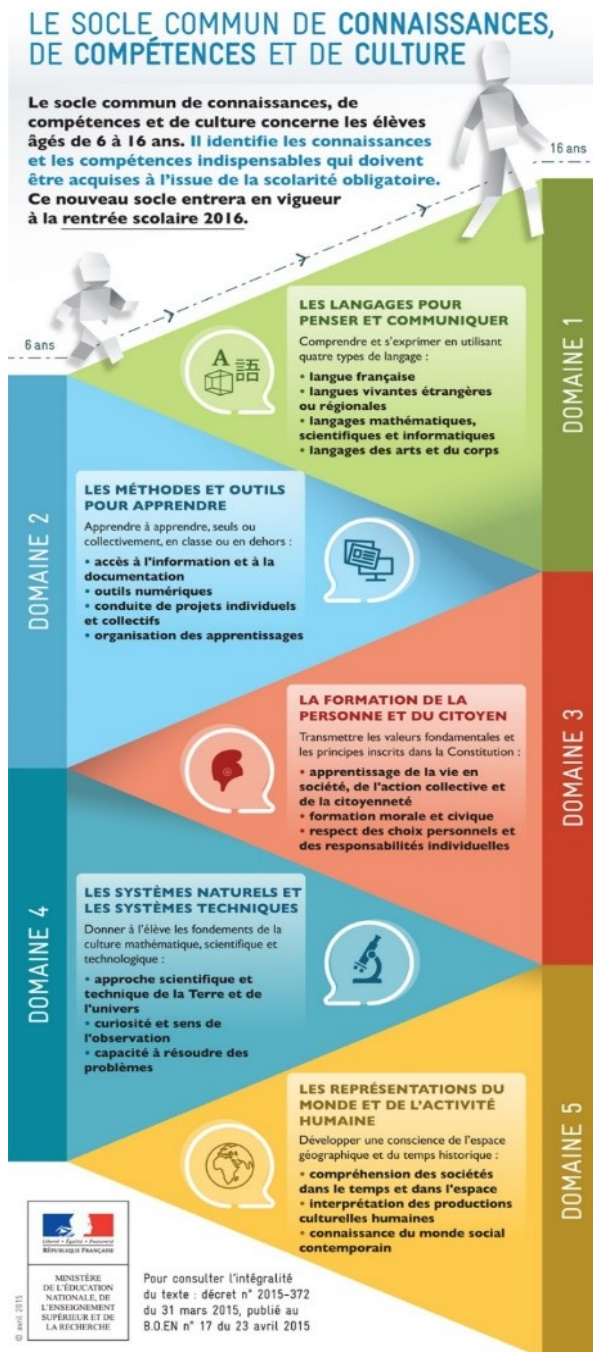 LE SOCLE COMMUN DE CONNAISSANCES,
DE COMPÉTENCES ET DE CULTURE
Le socle commun de connaissances, de
compétences et de culture concerne les élèves
âgés de 6 à 16 ans. Il identifie les connaissances
et les compétences indispensables qui doivent
être acquises à l'issue de la scolarité obligatoire.
Ce nouveau socle entrera en vigueur
à la rentrée scolaire 2016.
16 ans
6 ans
DOMAINE 1
LES LANGAGES POUR
PENSER ET COMMUNIQUER
Comprendre et s'exprimer en utilisant
quatre types de langage :
• langue française
• langues vivantes étrangères
ou régionales
• langages mathématiques,
scientifiques et informatiques
• langages des arts et du corps
A 語
DOMAINE 2
LES MÉTHODES ET OUTILS
POUR APPRENDRE
Apprendre à apprendre, seuls ou
collectivement, en classe ou en dehors :
• accès à l'information et à la
documentation
• outils numériques
• conduite de projets individuels
et collectifs
• organisation des apprentissages
DOMAINE 3
LA FORMATION DE LA
PERSONNE ET DU CITOYEN
Transmettre les valeurs fondamentales et
les principes inscrits dans la Constitution :
• apprentissage de la vie en
société, de l'action collective et
de la citoyenneté
• formation morale et civique
• respect des choix personnels et
des responsabilités individuelles
DOMAINE 4
LES SYSTÈMES NATURELS ET
LES SYSTÈMES TECHNIQUES
Donner à l'élève les fondements de la
culture mathématique, scientifique et
technologique :
• approche scientifique et
technique de la Terre et de
l'univers
• curiosité et sens de
l'observation
• capacité à résoudre des
problèmes
DOMAINE 5
LES REPRÉSENTATIONS DU
MONDE ET DE L'ACTIVITÉ
HUMAINE
Développer une conscience de l'espace
géographique et du temps historique :
• compréhension des sociétés
dans le temps et dans l'espace
• interprétation des productions
culturelles humaines
• connaissance du monde social
contemporain
Liberté • Égalité • Fraternité
RÉPUBLIQUE FRANÇAISE
MINISTÈRE
DE L'ÉDUCATION
NATIONALE, DE
L'ENSEIGNEMENT
SUPÉRIEUR ET DE
LA RECHERCHE
© avril 2015
Pour consulter l'intégralité
du texte : décret n° 2015-372
du 31 mars 2015, publié au
B.O.EN n° 17 du 23 avril 2015